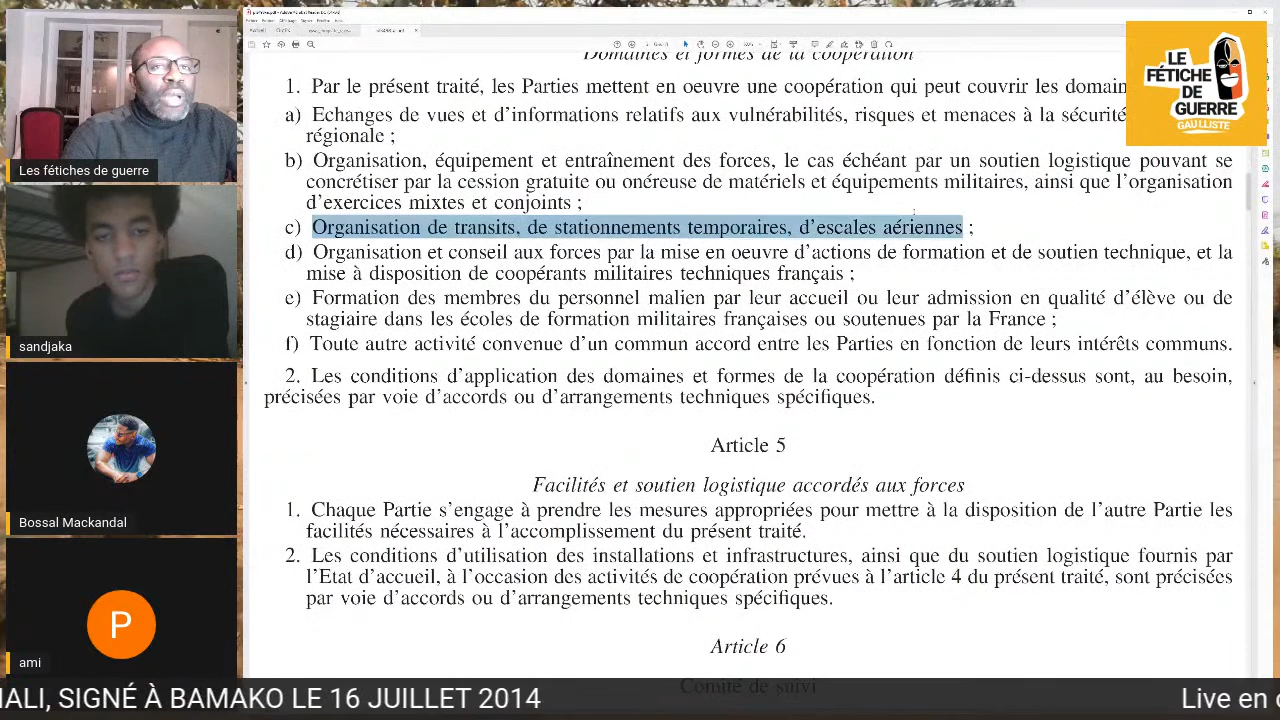 Domaines et formes de la coopération
1. Par le présent traité, les Parties mettent en oeuvre une coopération qui peut couvrir les domain
a) Echanges de vues et d’informations relatifs aux vulnérabilités, risques et menaces à la sécurité
régionale ;
b) Organisation, équipement et entraînement des forces, le cas échéant par un soutien logistique pouvant se
concrétiser par la cession gratuite ou onéreuse de matériels et équipements militaires, ainsi que l’organisation
d’exercices mixtes et conjoints ;
c) Organisation de transits, de stationnements temporaires, d’escales aériennes ;
d) Organisation et conseil aux forces par la mise en oeuvre d’actions de formation et de soutien technique, et la
mise à disposition de coopérants militaires techniques français ;
e) Formation des membres du personnel malien par leur accueil ou leur admission en qualité d’élève ou de
stagiaire dans les écoles de formation militaires françaises ou soutenues par la France ;
f) Toute autre activité convenue d’un commun accord entre les Parties en fonction de leurs intérêts communs.
2. Les conditions d’application des domaines et formes de la coopération définis ci-dessus sont, au besoin,
précisées par voie d’accords ou d’arrangements techniques spécifiques.
Article 5
Facilités et soutien logistique accordés aux forces
1. Chaque Partie s’engage à prendre les mesures appropriées pour mettre à la disposition de l’autre Partie les
facilités nécessaires à l’accomplissement du présent traité.
2. Les conditions d’utilisation des installations et infrastructures, ainsi que du soutien logistique fournis par
l’Etat d’accueil, à l’occasion des activités de coopération prévues à l’article 4 du présent traité, sont précisées
par voie d’accords ou d’arrangements techniques spécifiques.
Article 6
Comité de suivi
LE
FÉTICHE
DE
GUERRE
GAULLISTE
Les fétiches de guerre
sandjaka
Bossal Mackandal
P
ami
MALI, SIGNÉ À BAMAKO LE 16 JUILLET 2014
Live en